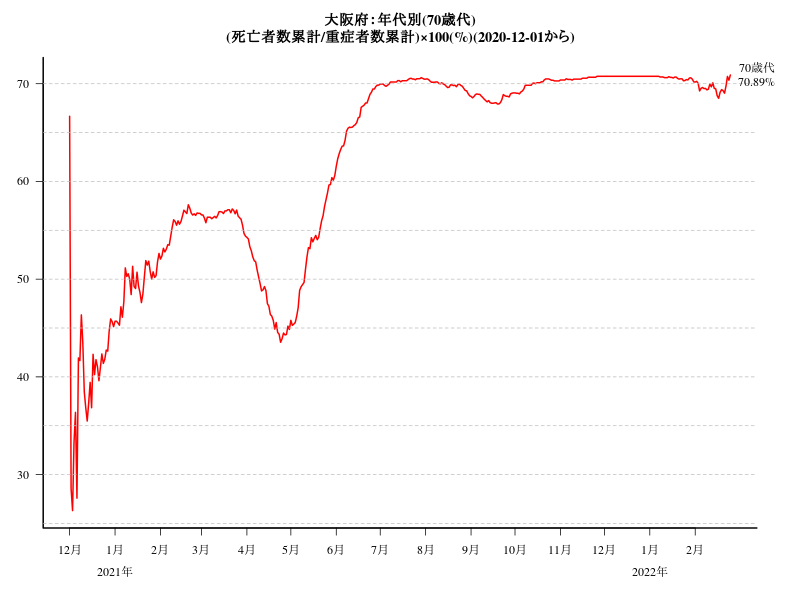 大阪府：年代別(70歳代)
(死亡者数累計/重症者数累計)×100(%)(2020-12-01から)
70歳代
70.89%
70
60
50
40
30
12月 1月 2月 3月 4月 5月 6月 7月 8月 9月 10月 11月 12月 1月 2月
2021年 2022年